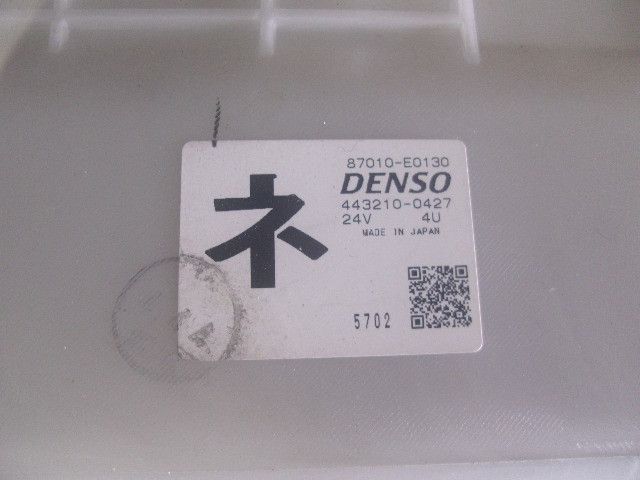 87010-E0130
DENSO
443210-0427
24V 4U
MADE IN JAPAN
ネ
5702